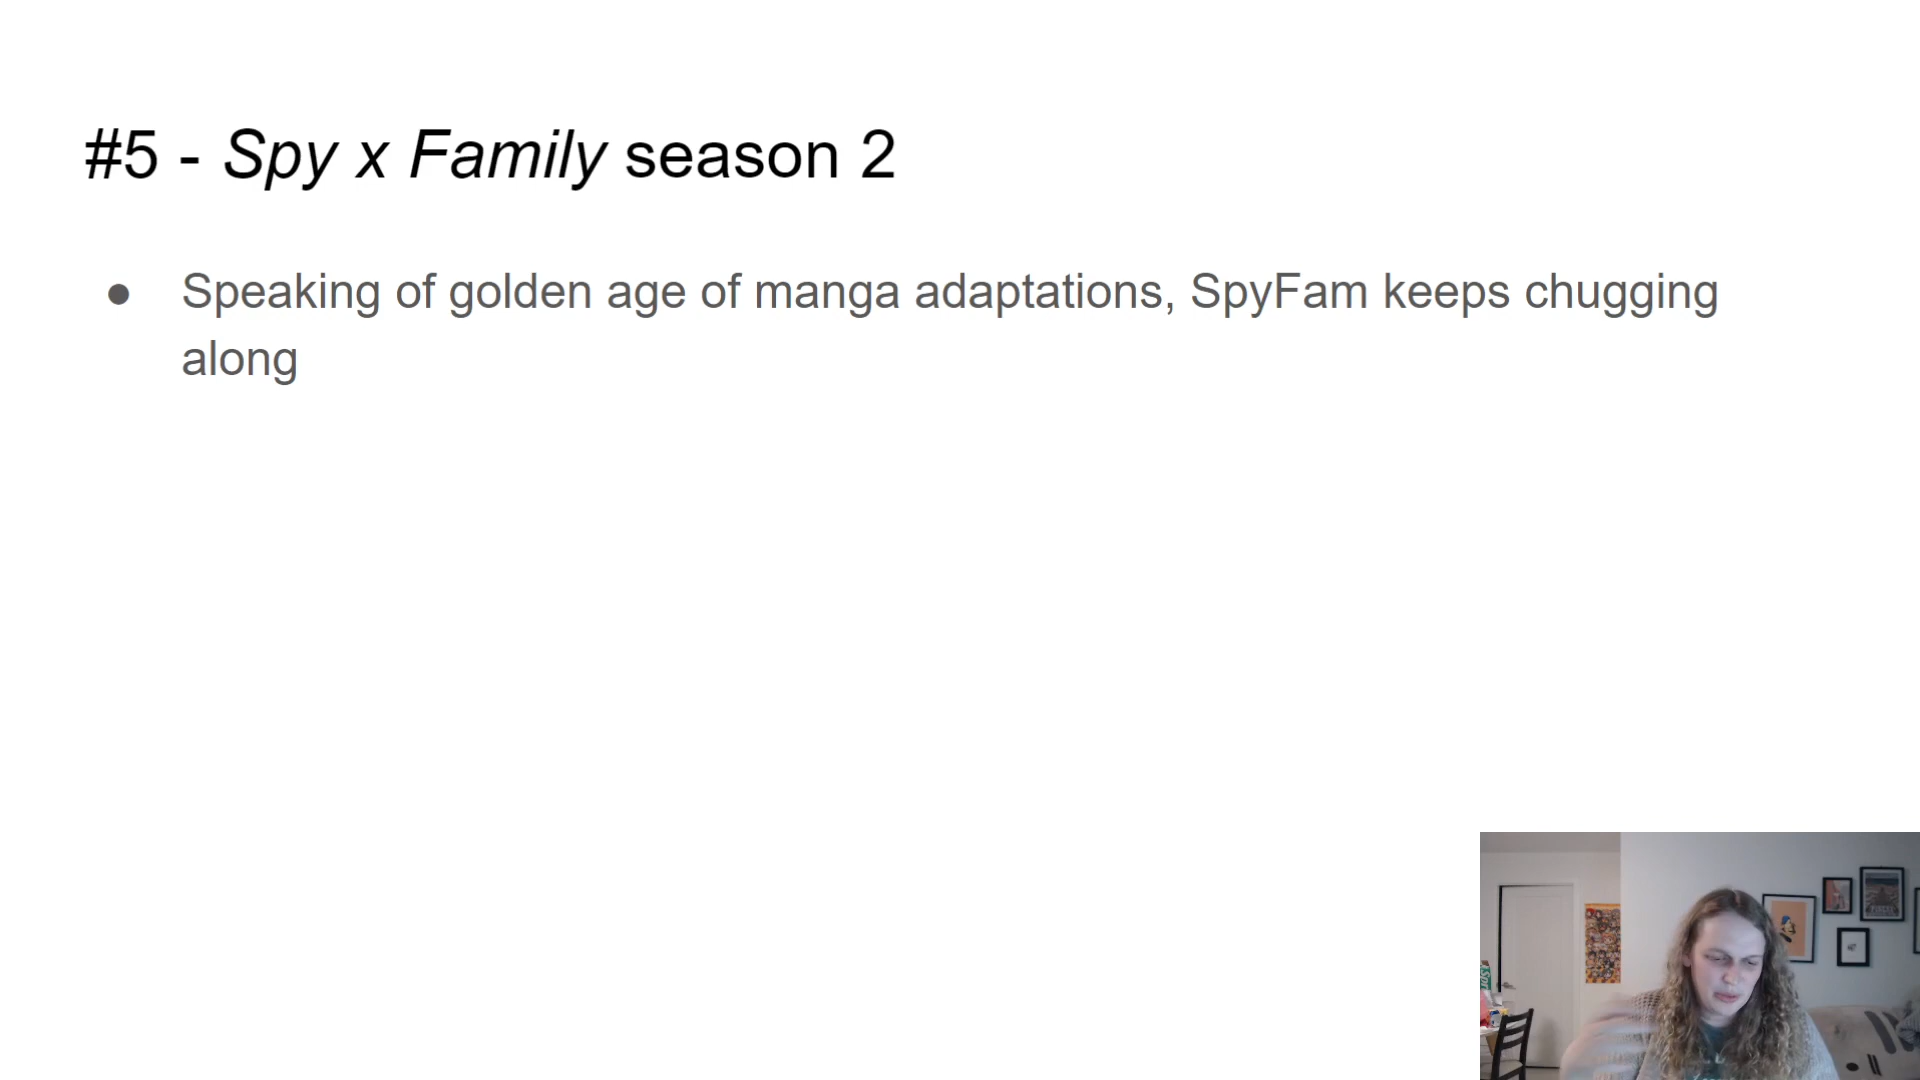 #5 - Spy x Family season 2
● Speaking of golden age of manga adaptations, SpyFam keeps chugging
along